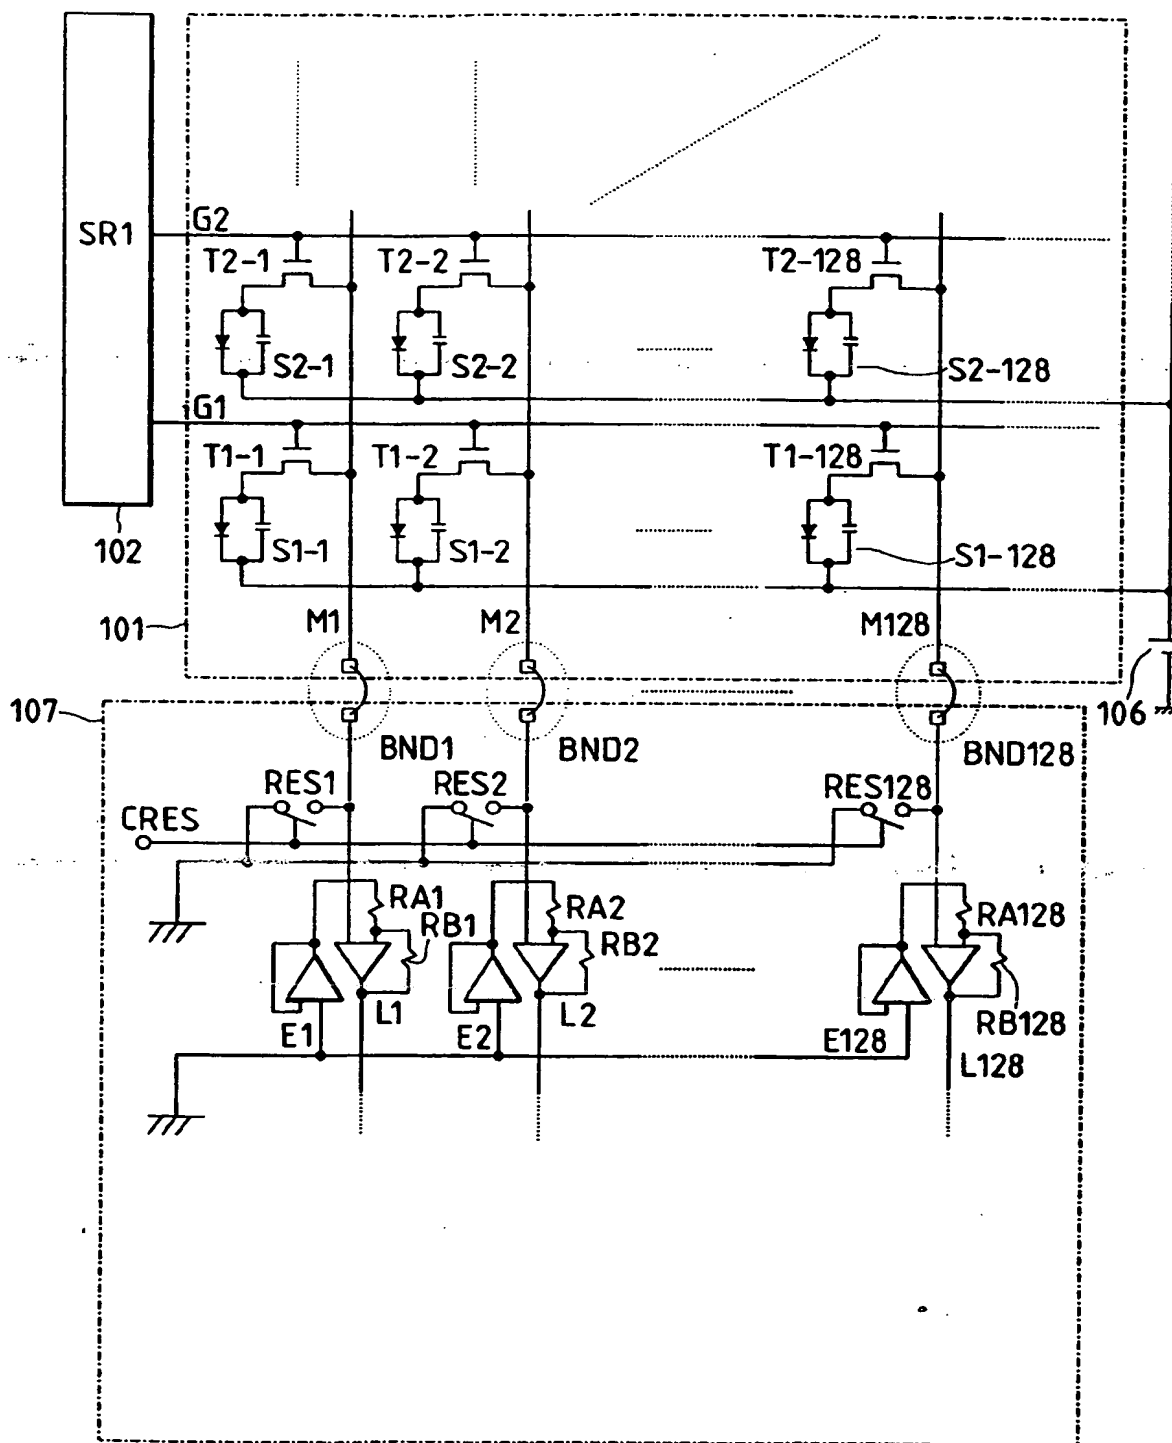 SR1
G2
T2-1
T2-2
T2-128
S2-1
S2-2
S2-128
G1
T1-1
T1-2
T1-128
102
S1-1
S1-2
S1-128
101
M1
M2
M128
107
106
BND1
BND2
BND128
RES1
RES2
RES128
CRES
RA1
RA2
RA128
RB1
RB2
RB128
E1
L1
E2
L2
E128
L128